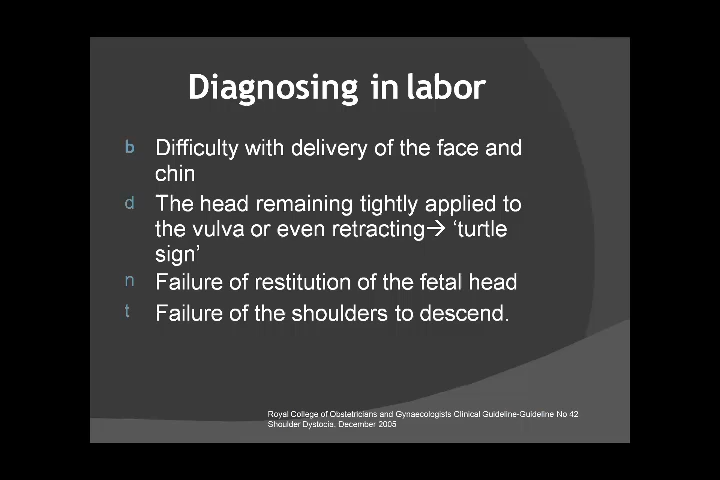 Diagnosing in labor
b Difficulty with delivery of the face and
chin
d The head remaining tightly applied to
the vulva or even retracting→ ‘turtle
sign’
n Failure of restitution of the fetal head
t Failure of the shoulders to descend.
Royal College of Obstetricians and Gynaecologists Clinical Guideline-Guideline No 42
Shoulder Dystocia. December 2005